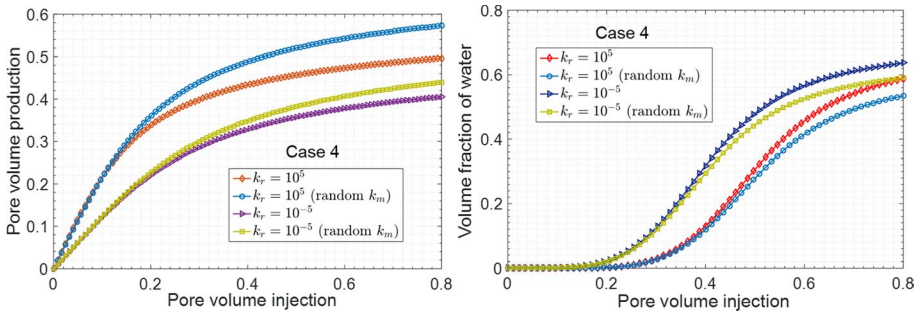 0.6
0.5
0.4
0.3
0.2
0.1
0
Pore volume production
Case 4
k_r = 10^5
k_r = 10^5 (random k_m)
k_r = 10^-5
k_r = 10^-5 (random k_m)
0 0.2 0.4 0.6 0.8
Pore volume injection
0.8
0.6
0.4
0.2
0
Volume fraction of water
Case 4
k_r = 10^5
k_r = 10^5 (random k_m)
k_r = 10^-5
k_r = 10^-5 (random k_m)
0 0.2 0.4 0.6 0.8
Pore volume injection